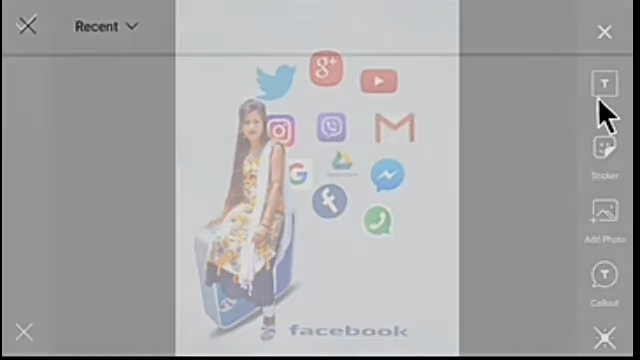 Recent
T
g+
M
Sticker
G
f
Add Photo
T
Callout
facebook